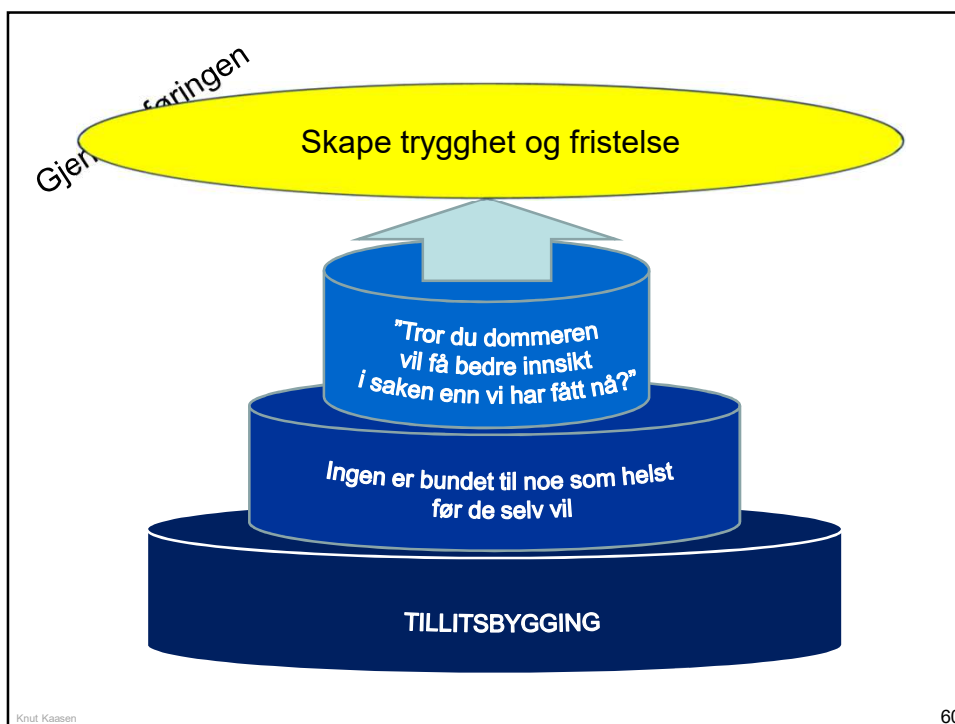 Skape trygghet og fristelse
”Tror du dommeren
vil få bedre innsikt
i saken enn vi har fått nå?”
Ingen er bundet til noe som helst
før de selv vil
TILLITSBYGGING
Knut Kaasen
60